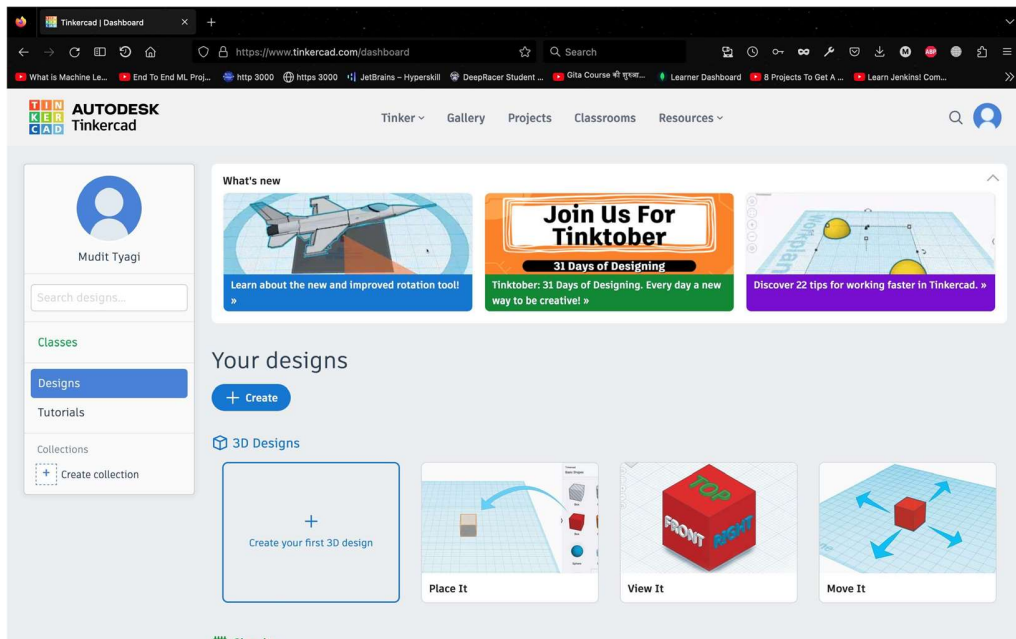 Tinkercad | Dashboard
https://www.tinkercad.com/dashboard
Search
What is Machine Le...
End To End ML Proj...
http 3000
https 3000
JetBrains – Hyperskill
DeepRacer Student ...
Gita Course की शुरुआ...
Learner Dashboard
8 Projects To Get A ...
Learn Jenkins! Com...
TIN
KER
CAD
AUTODESK
Tinkercad
Tinker
Gallery
Projects
Classrooms
Resources
Mudit Tyagi
Search designs...
Classes
Designs
Tutorials
Collections
+ Create collection
What's new
Learn about the new and improved rotation tool!
»
Join Us For
Tinktober
31 Days of Designing
Tinktober: 31 Days of Designing. Every day a new
way to be creative! »
Workplan
Discover 22 tips for working faster in Tinkercad. »
Your designs
+ Create
3D Designs
+
Create your first 3D design
Place It
TOP
FRONT
RIGHT
View It
Move It